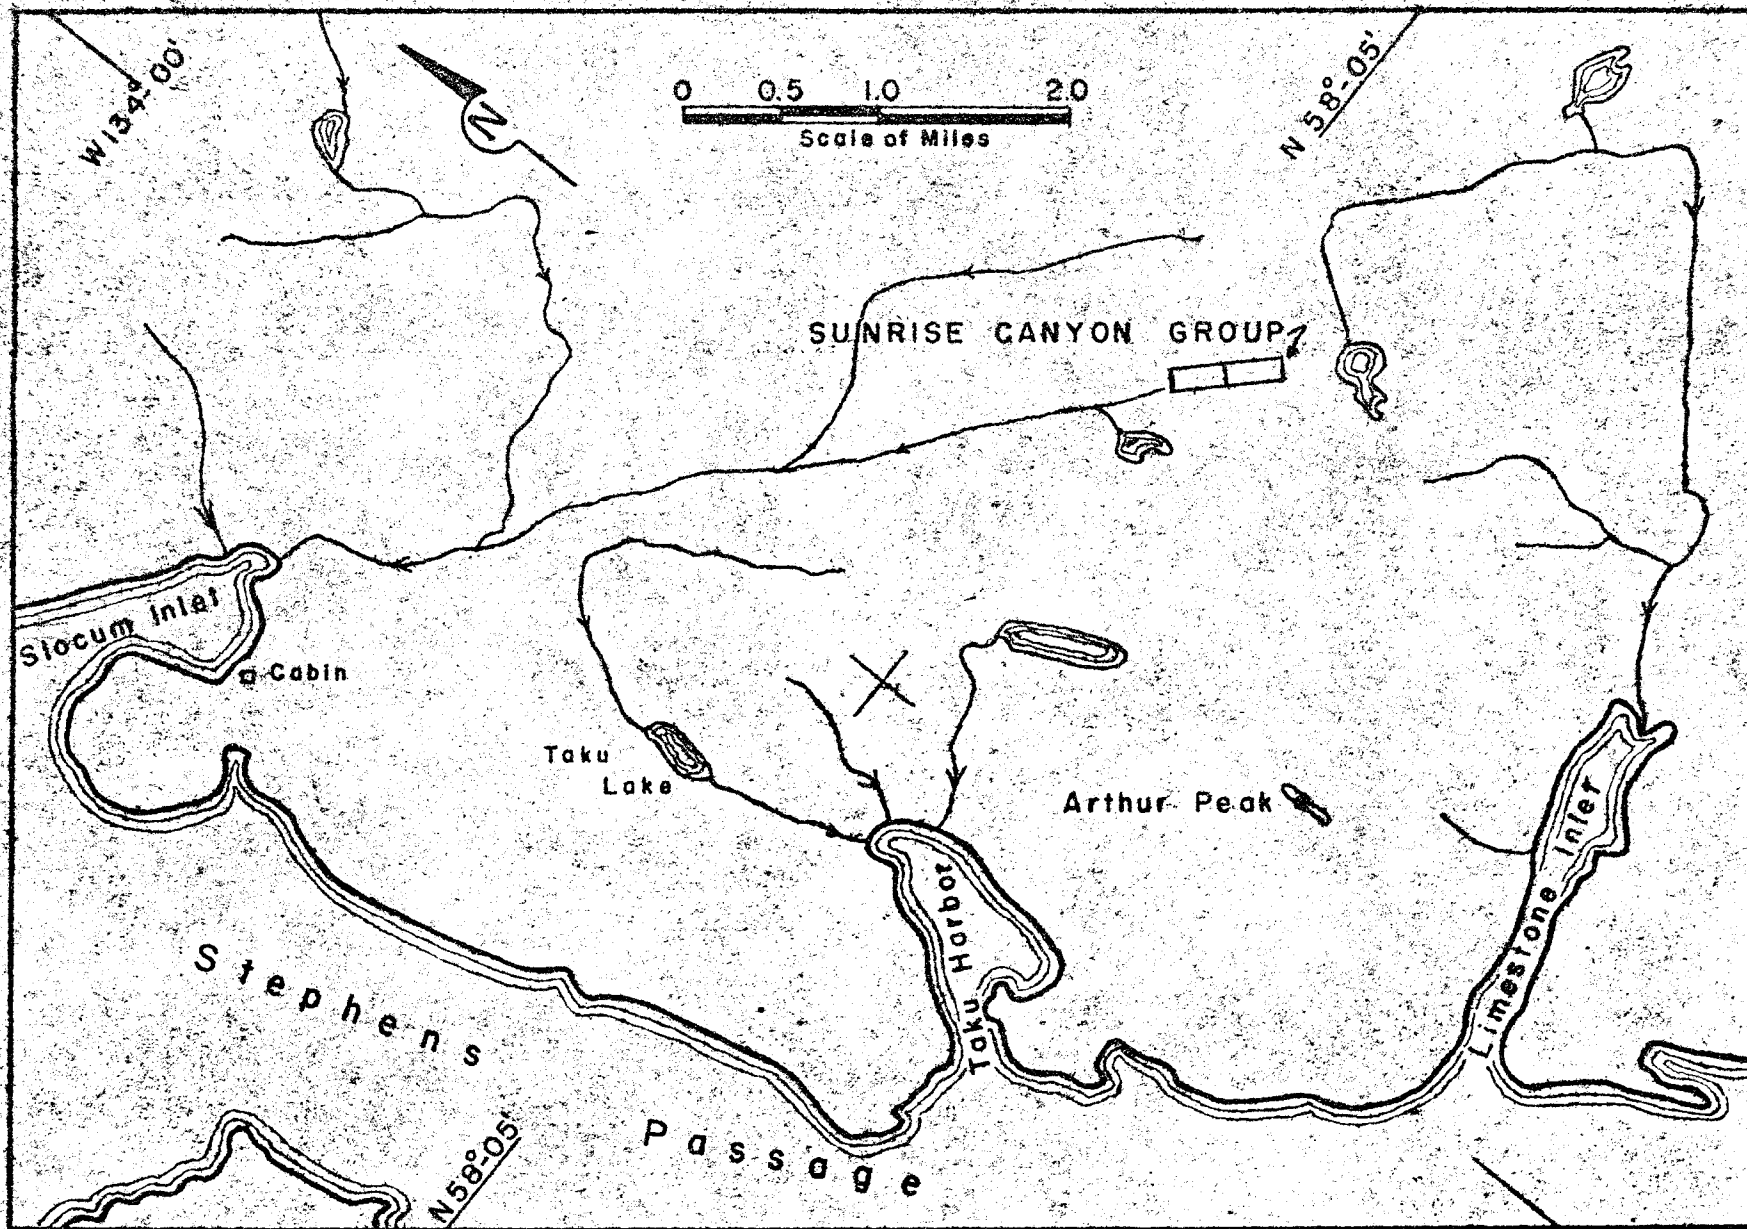 W134°-00'
N
0 0.5 1.0 2.0
Scale of Miles
N 58°-05'
SUNRISE CANYON GROUP
Slocum Inlet
Cabin
Taku
Lake
Arthur Peak
Taku Harbor
Limestone Inlet
Stephens
Passage
N58°-05'